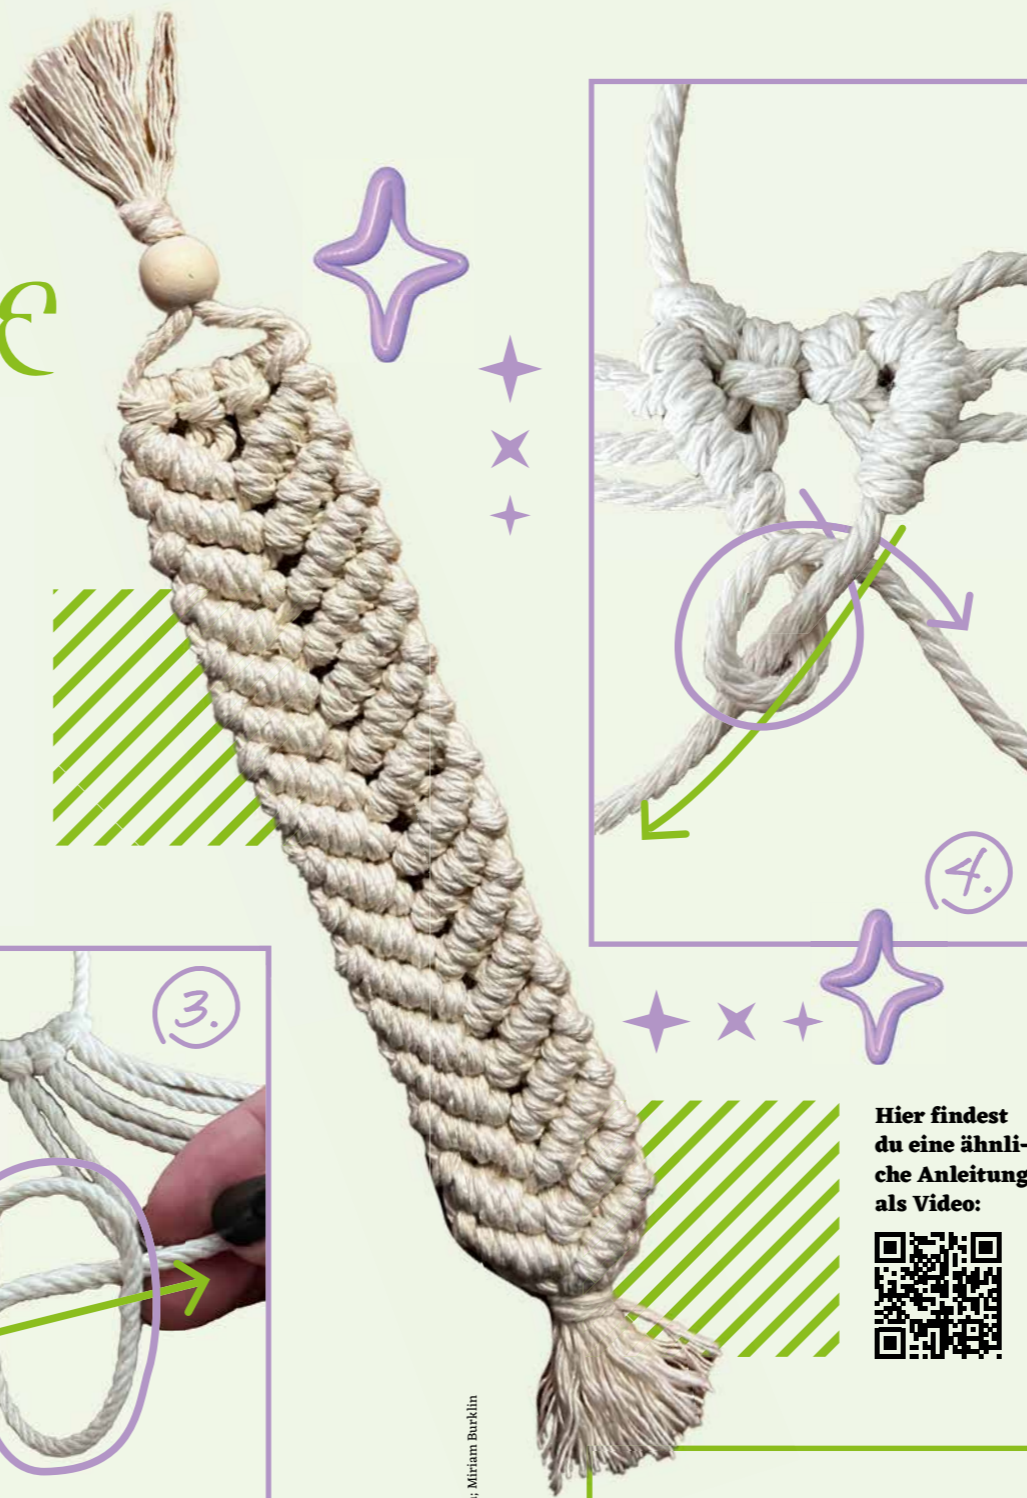 4.
3.
Hier findest
du eine ähnli-
che Anleitung
als Video:
; Miriam Burklin